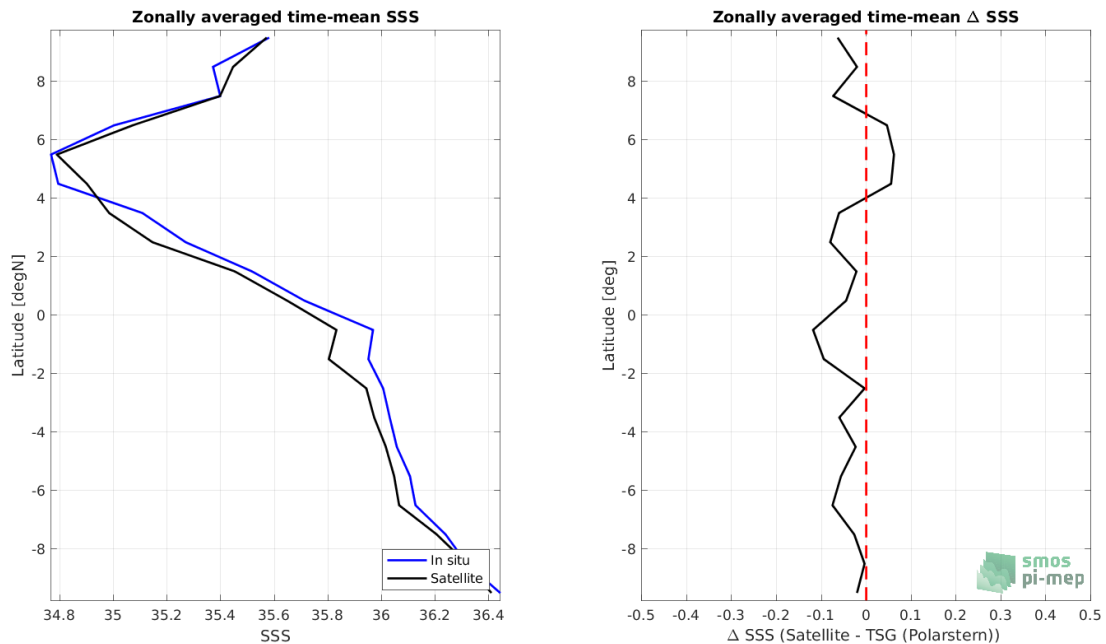 Zonally averaged time-mean SSS
Latitude [degN]
8
6
4
2
0
-2
-4
-6
-8
34.8 35 35.2 35.4 35.6 35.8 36 36.2 36.4
SSS
In situ
Satellite
Zonally averaged time-mean Δ SSS
Latitude [deg]
8
6
4
2
0
-2
-4
-6
-8
-0.5 -0.4 -0.3 -0.2 -0.1 0 0.1 0.2 0.3 0.4 0.5
Δ SSS (Satellite - TSG (Polarstern))
smos
pi-mep